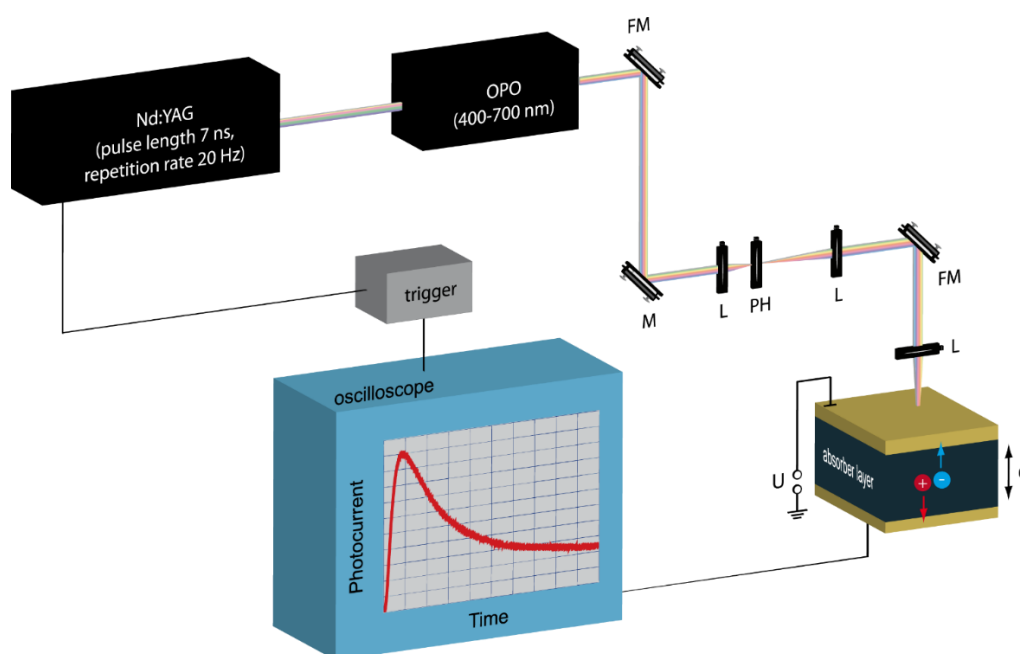 FM
Nd:YAG
(pulse length 7 ns,
repetition rate 20 Hz)
OPO
(400-700 nm)
trigger
M
L
PH
L
FM
L
oscilloscope
Photocurrent
Time
U
absorber layer
+
-